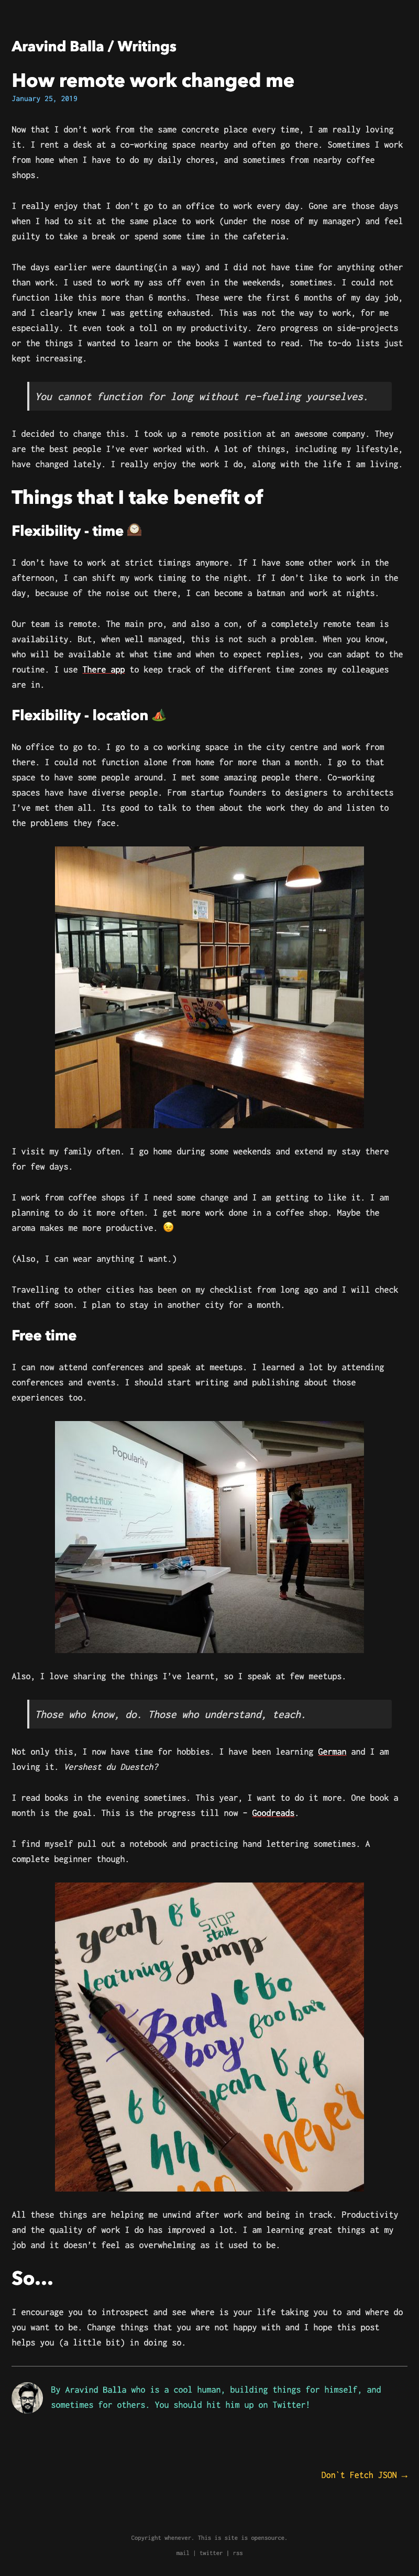 Aravind Balla / Writings
How remote work changed me
January 25, 2019
Now that I don't work from the same concrete place every time, I am really loving
it. I rent a desk at a co-working space nearby and often go there. Sometimes I work
from home when I have to do my daily chores, and sometimes from nearby coffee
shops.
I really enjoy that I don't go to an office to work every day. Gone are those days
when I had to sit at the same place to work (under the nose of my manager) and feel
guilty to take a break or spend some time in the cafeteria.
The days earlier were daunting(in a way) and I did not have time for anything other
than work. I used to work my ass off even in the weekends, sometimes. I could not
function like this more than 6 months. These were the first 6 months of my day job,
and I clearly knew I was getting exhausted. This was not the way to work, for me
especially. It even took a toll on my productivity. Zero progress on side-projects
or the things I wanted to learn or the books I wanted to read. The to-do lists just
kept increasing.
You cannot function for long without re-fueling yourselves.
I decided to change this. I took up a remote position at an awesome company. They
are the best people I've ever worked with. A lot of things, including my lifestyle,
have changed lately. I really enjoy the work I do, along with the life I am living.
Things that I take benefit of
Flexibility - time 🕰️
I don't have to work at strict timings anymore. If I have some other work in the
afternoon, I can shift my work timing to the night. If I don't like to work in the
day, because of the noise out there, I can become a batman and work at nights.
Our team is remote. The main pro, and also a con, of a completely remote team is
availability. But, when well managed, this is not such a problem. When you know,
who will be available at what time and when to expect replies, you can adapt to the
routine. I use There app to keep track of the different time zones my colleagues
are in.
Flexibility - location 🏕️
No office to go to. I go to a co working space in the city centre and work from
there. I could not function alone from home for more than a month. I go to that
space to have some people around. I met some amazing people there. Co-working
spaces have have diverse people. From startup founders to designers to architects
I've met them all. Its good to talk to them about the work they do and listen to
the problems they face.
I visit my family often. I go home during some weekends and extend my stay there
for few days.
I work from coffee shops if I need some change and I am getting to like it. I am
planning to do it more often. I get more work done in a coffee shop. Maybe the
aroma makes me more productive. 😉
(Also, I can wear anything I want.)
Travelling to other cities has been on my checklist from long ago and I will check
that off soon. I plan to stay in another city for a month.
Free time
I can now attend conferences and speak at meetups. I learned a lot by attending
conferences and events. I should start writing and publishing about those
experiences too.
Popularity
Reactiflux
Also, I love sharing the things I've learnt, so I speak at few meetups.
Those who know, do. Those who understand, teach.
Not only this, I now have time for hobbies. I have been learning German and I am
loving it. Vershest du Duestch?
I read books in the evening sometimes. This year, I want to do it more. One book a
month is the goal. This is the progress till now - Goodreads.
I find myself pull out a notebook and practicing hand lettering sometimes. A
complete beginner though.
yeah
STOP
stalk
learning jump
Bad
boy
yeah
never
All these things are helping me unwind after work and being in track. Productivity
and the quality of work I do has improved a lot. I am learning great things at my
job and it doesn't feel as overwhelming as it used to be.
So...
I encourage you to introspect and see where is your life taking you to and where do
you want to be. Change things that you are not happy with and I hope this post
helps you (a little bit) in doing so.
By Aravind Balla who is a cool human, building things for himself, and
sometimes for others. You should hit him up on Twitter!
Don`t Fetch JSON →
Copyright whenever. This is site is opensource.
mail | twitter | rss